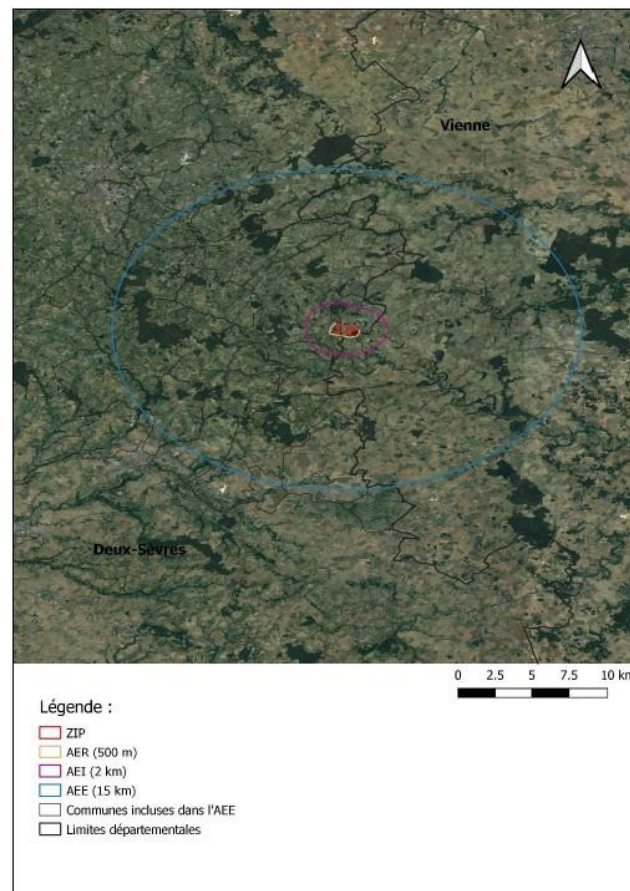 Vienne
Deux-Sèvres
0 2.5 5 7.5 10 km
Légende :
ZIP
AER (500 m)
AEI (2 km)
AEE (15 km)
Communes incluses dans l'AEE
Limites départementales